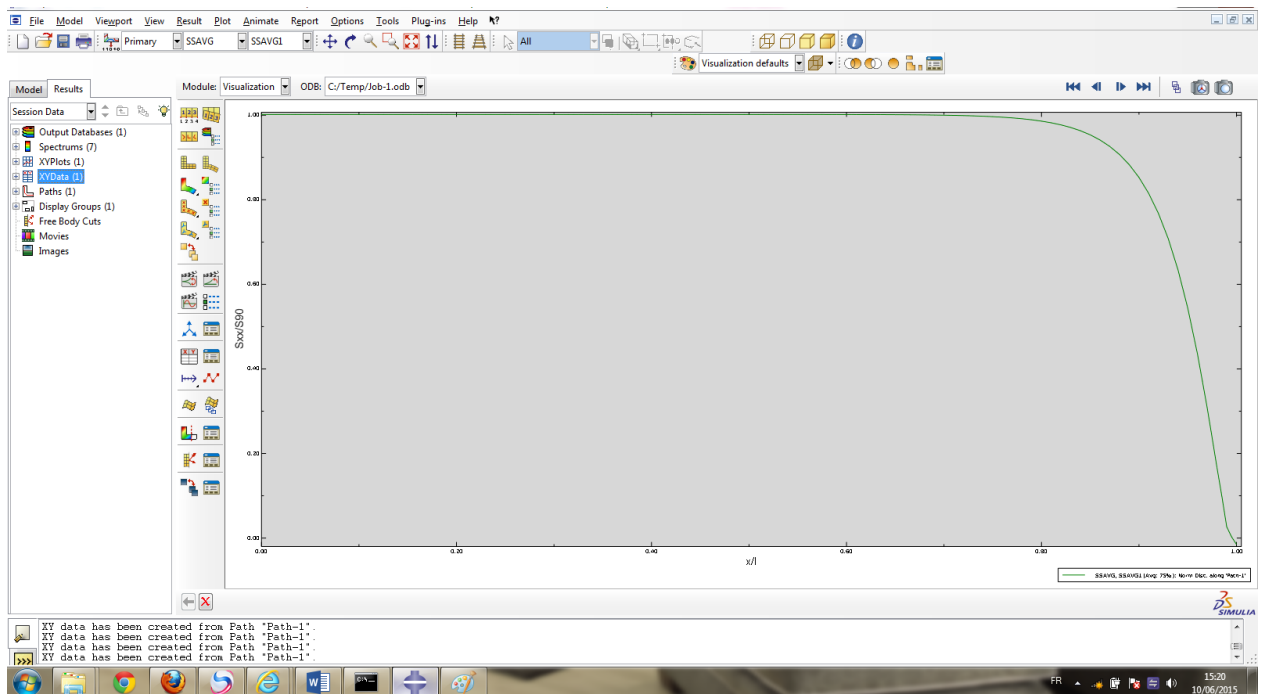 File Model Viewport View Result Plot Animate Report Options Tools Plug-ins Help
Primary SSAVG SSAVG1 All
Visualization defaults
Model Results
Module: Visualization ODB: C:/Temp/Job-1.odb
Session Data
Output Databases (1)
Spectrums (7)
XYPlots (1)
XYData (1)
Paths (1)
Display Groups (1)
Free Body Cuts
Movies
Images
1.00
0.80
0.60
0.40
0.20
0.00
Sxx/S90
0.00 0.20 0.40 0.60 0.80 1.00
x/l
SSAVG, SSAVG1 (Avg: 75%): Norm Dist. along 'Path-1'
SIMULIA
XY data has been created from Path "Path-1".
XY data has been created from Path "Path-1".
XY data has been created from Path "Path-1".
XY data has been created from Path "Path-1".
FR
15:20
10/06/2015